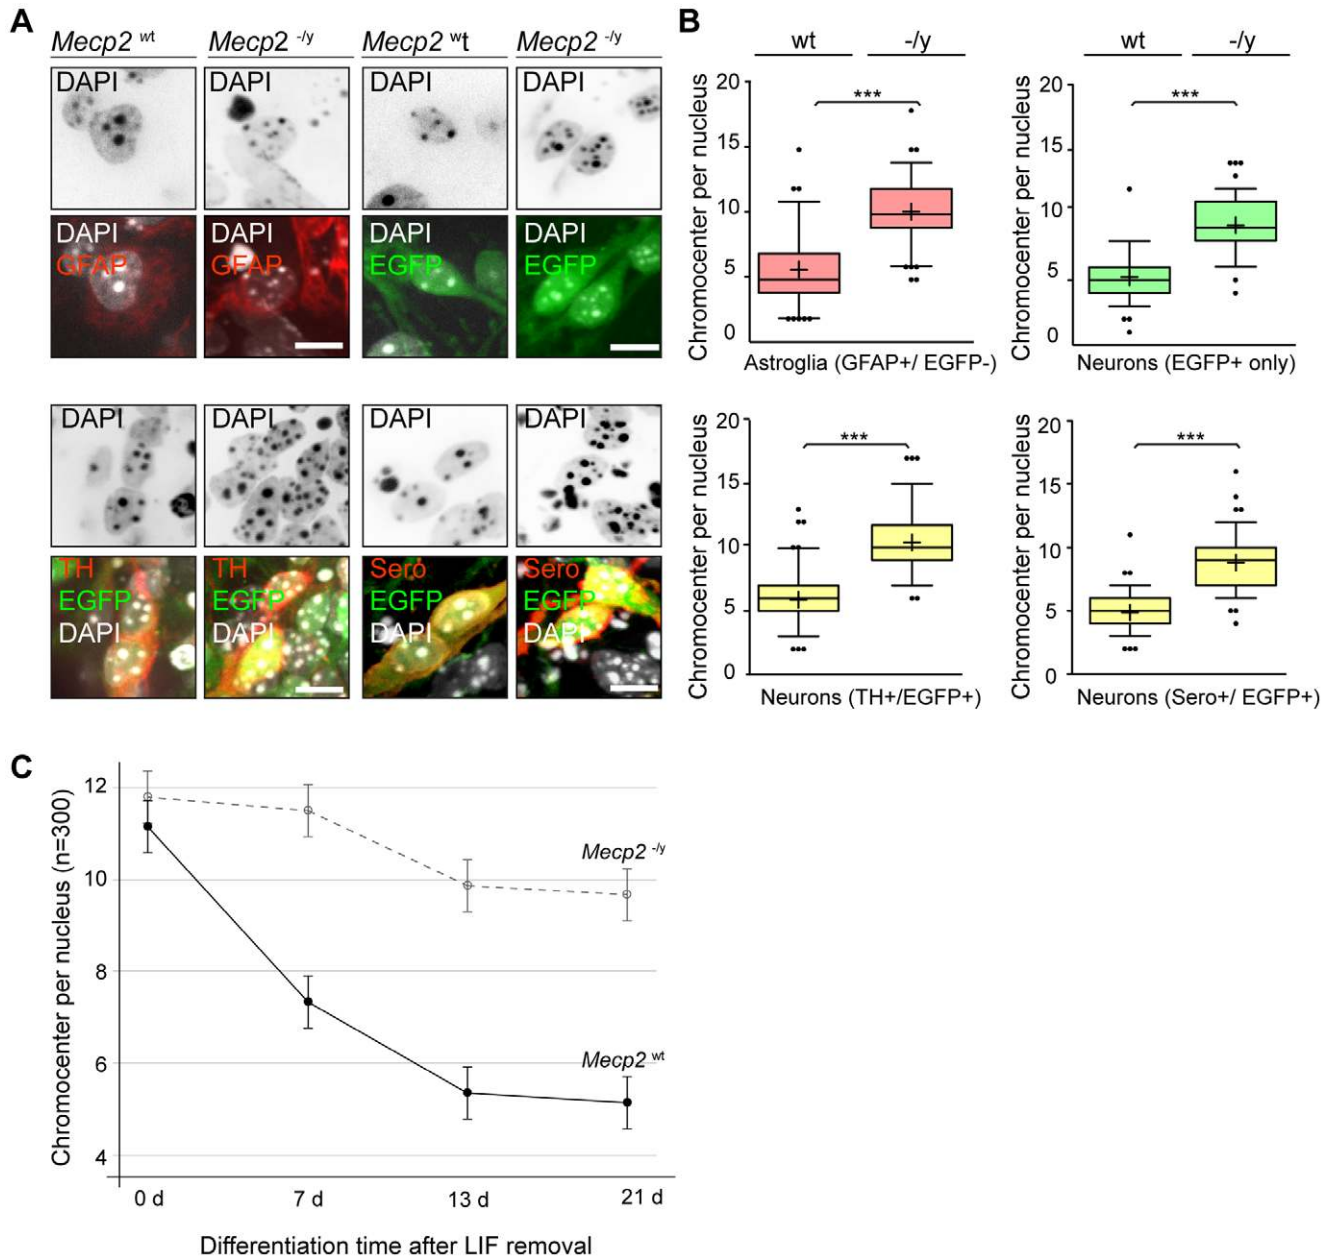 A
Mecp2 wt
Mecp2 -/y
Mecp2 wt
Mecp2 -/y
DAPI
DAPI
DAPI
DAPI
DAPI
GFAP
DAPI
GFAP
DAPI
EGFP
DAPI
EGFP
DAPI
DAPI
DAPI
DAPI
TH
EGFP
DAPI
TH
EGFP
DAPI
Sero
EGFP
DAPI
Sero
EGFP
DAPI
B
wt
-/y
Chromocenter per nucleus
20
15
10
5
0
***
Astroglia (GFAP+/ EGFP-)
wt
-/y
Chromocenter per nucleus
20
15
10
5
0
***
Neurons (EGFP+ only)
Chromocenter per nucleus
20
15
10
5
0
***
Neurons (TH+/EGFP+)
Chromocenter per nucleus
20
15
10
5
0
***
Neurons (Sero+/ EGFP+)
C
Chromocenter per nucleus (n=300)
12
10
8
6
4
Mecp2 -/y
Mecp2 wt
0 d
7 d
13 d
21 d
Differentiation time after LIF removal